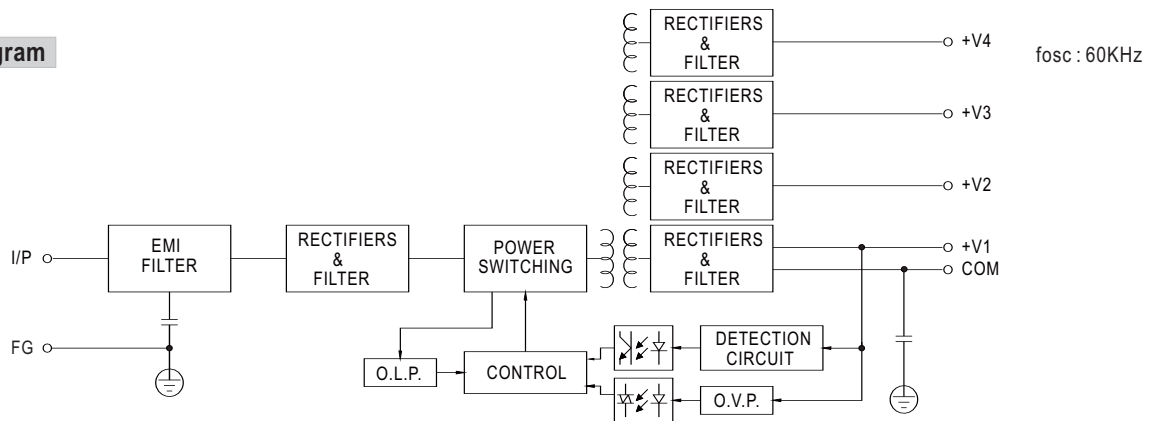 gram
RECTIFIERS
&
FILTER
+V4
fosc : 60KHz
RECTIFIERS
&
FILTER
+V3
RECTIFIERS
&
FILTER
+V2
I/P
EMI
FILTER
RECTIFIERS
&
FILTER
POWER
SWITCHING
RECTIFIERS
&
FILTER
+V1
COM
FG
O.L.P.
CONTROL
DETECTION
CIRCUIT
O.V.P.